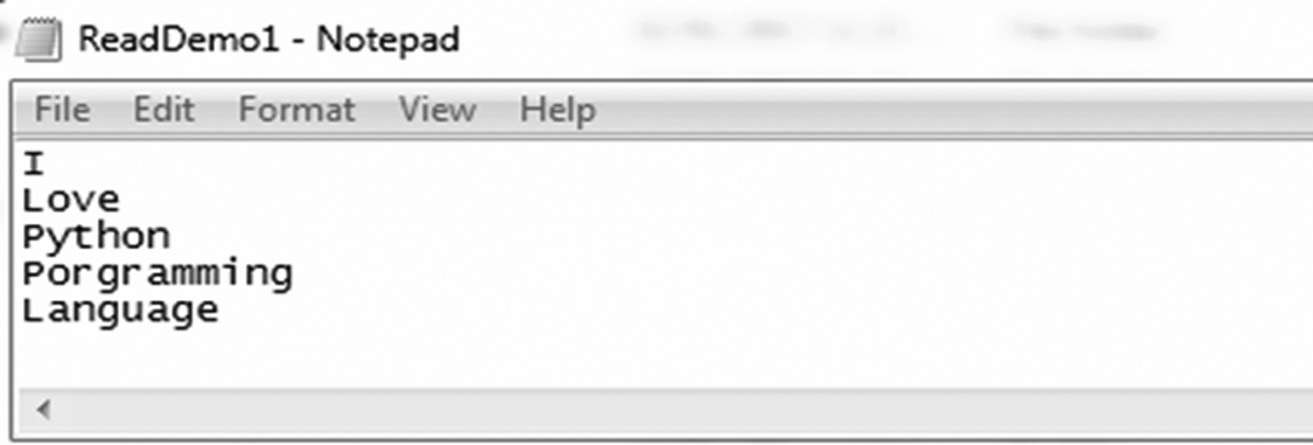 ReadDemo1 - Notepad
File Edit Format View Help
I
Love
Python
Porgramming
Language